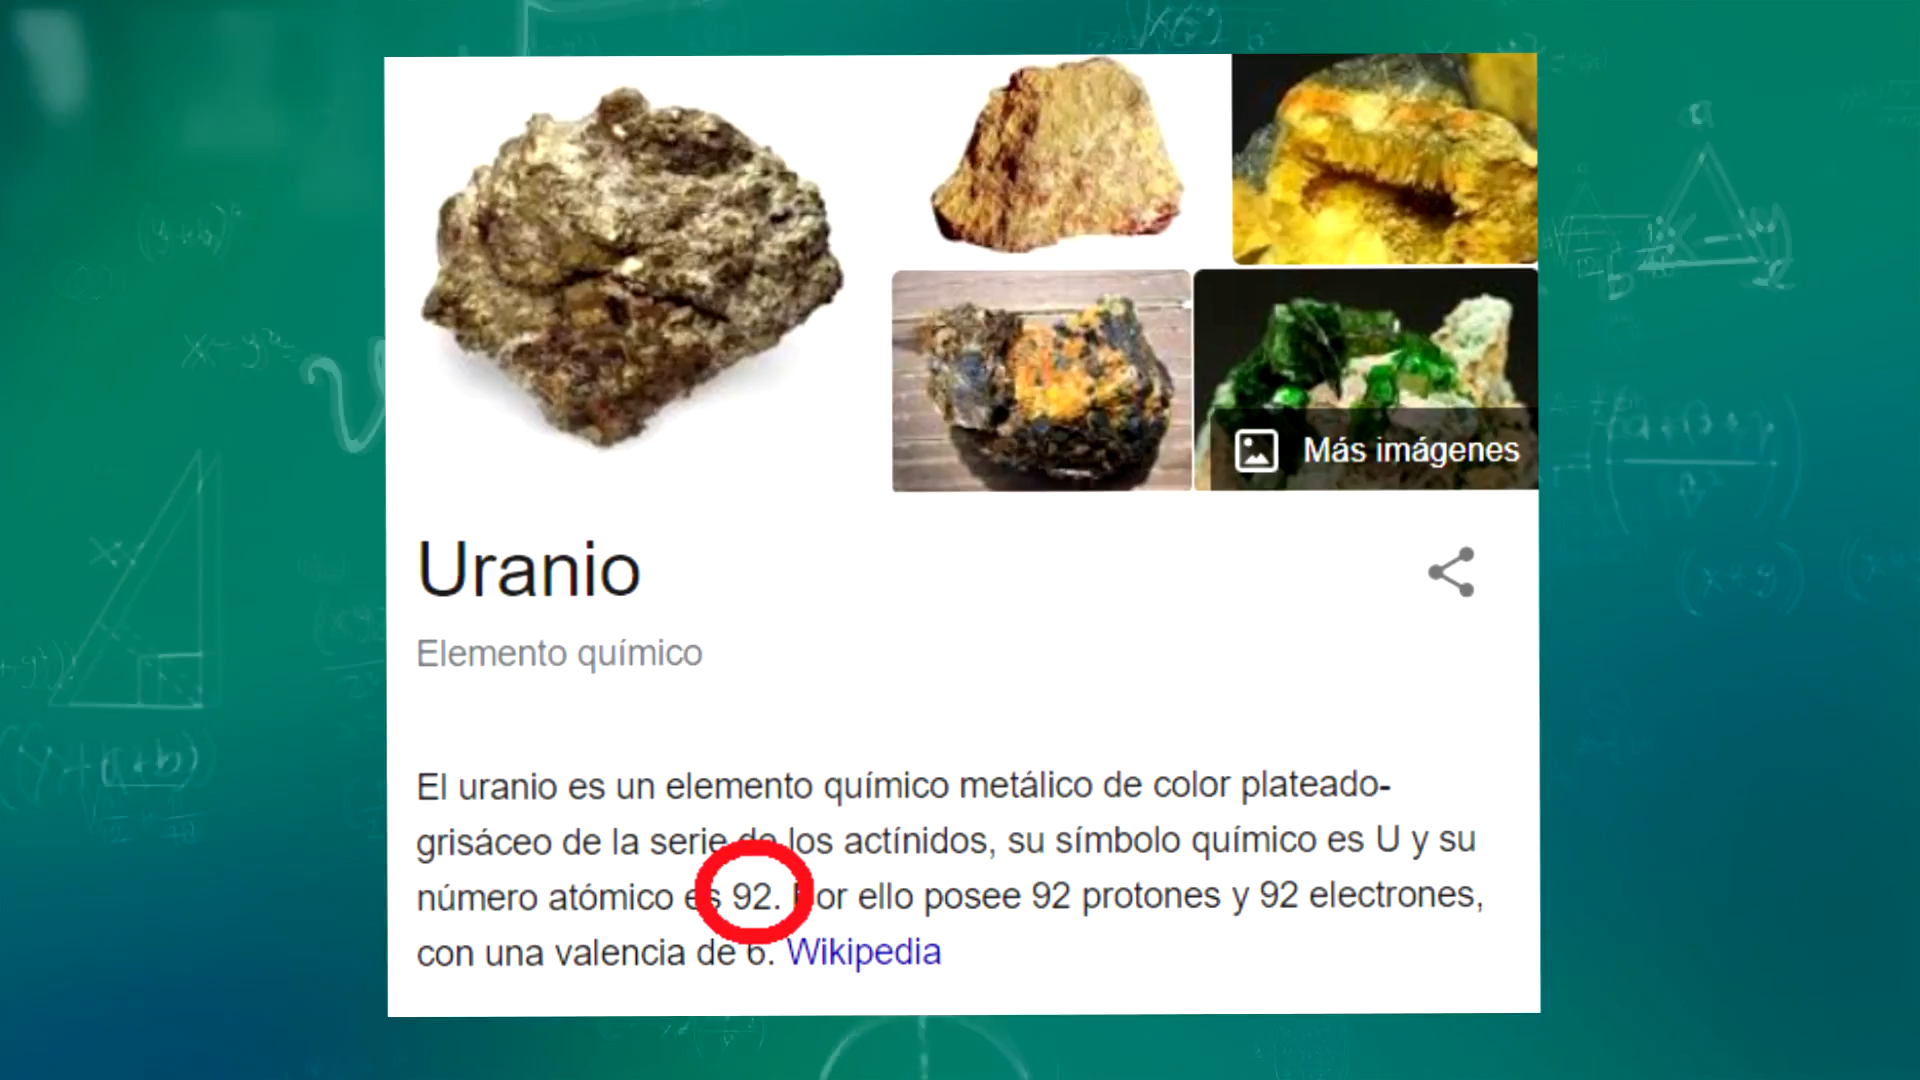 Más imágenes
Uranio
Elemento químico
El uranio es un elemento químico metálico de color plateado-
grisáceo de la serie de los actínidos, su símbolo químico es U y su
número atómico es 92. Por ello posee 92 protones y 92 electrones,
con una valencia de 6. Wikipedia